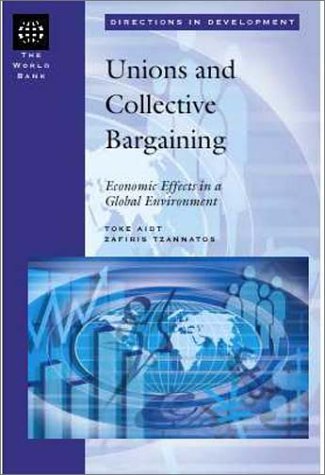 DIRECTIONS IN DEVELOPMENT
THE
WORLD
BANK
Unions and
Collective
Bargaining
Economic Effects in a
Global Environment
TOKE AIDT
ZAFIRIS TZANNATOS